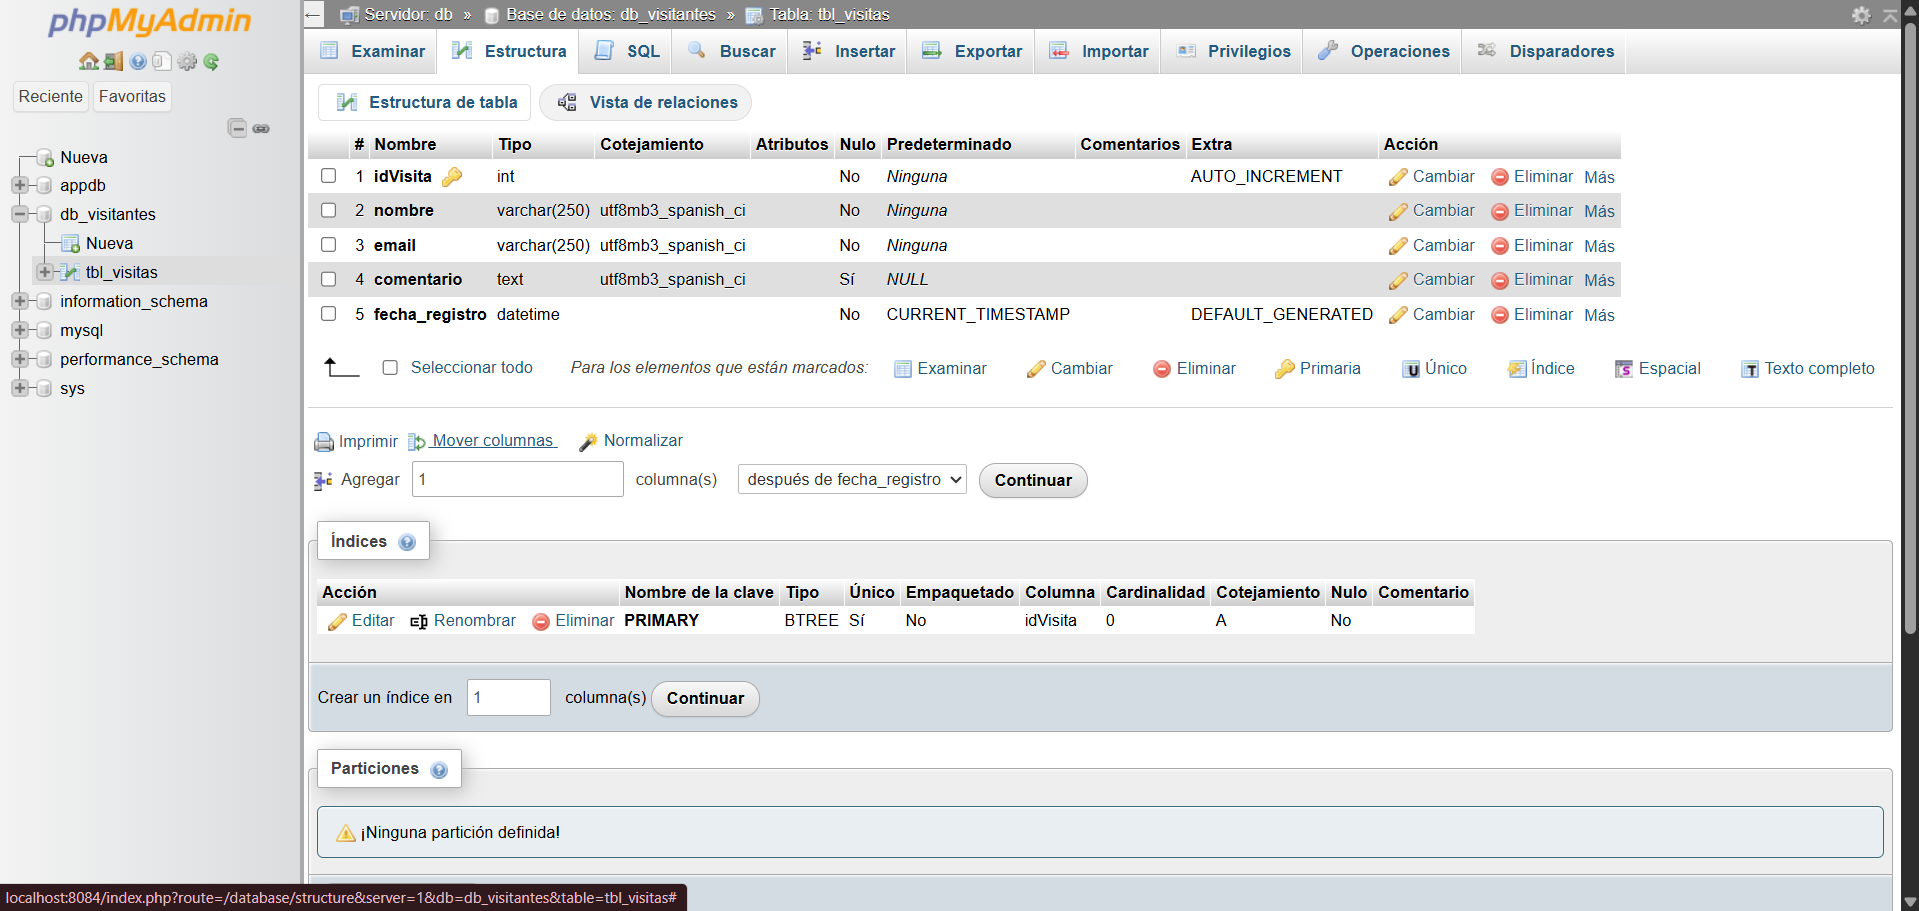 phpMyAdmin
Reciente Favoritas
Nueva
appdb
db_visitantes
Nueva
tbl_visitas
information_schema
mysql
performance_schema
sys
← Servidor: db » Base de datos: db_visitantes » Tabla: tbl_visitas
Examinar Estructura SQL Buscar Insertar Exportar Importar Privilegios Operaciones Disparadores
Estructura de tabla Vista de relaciones
# Nombre Tipo Cotejamiento Atributos Nulo Predeterminado Comentarios Extra Acción
1 idVisita int No Ninguna AUTO_INCREMENT Cambiar Eliminar Más
2 nombre varchar(250) utf8mb3_spanish_ci No Ninguna Cambiar Eliminar Más
3 email varchar(250) utf8mb3_spanish_ci No Ninguna Cambiar Eliminar Más
4 comentario text utf8mb3_spanish_ci Sí NULL Cambiar Eliminar Más
5 fecha_registro datetime No CURRENT_TIMESTAMP DEFAULT_GENERATED Cambiar Eliminar Más
Seleccionar todo Para los elementos que están marcados: Examinar Cambiar Eliminar Primaria Único Índice Espacial Texto completo
Imprimir Mover columnas Normalizar
Agregar 1 columna(s) después de fecha_registro Continuar
Índices
Acción Nombre de la clave Tipo Único Empaquetado Columna Cardinalidad Cotejamiento Nulo Comentario
Editar Renombrar Eliminar PRIMARY BTREE Sí No idVisita 0 A No
Crear un índice en 1 columna(s) Continuar
Particiones
¡Ninguna partición definida!
localhost:8084/index.php?route=/database/structure&server=1&db=db_visitantes&table=tbl_visitas#